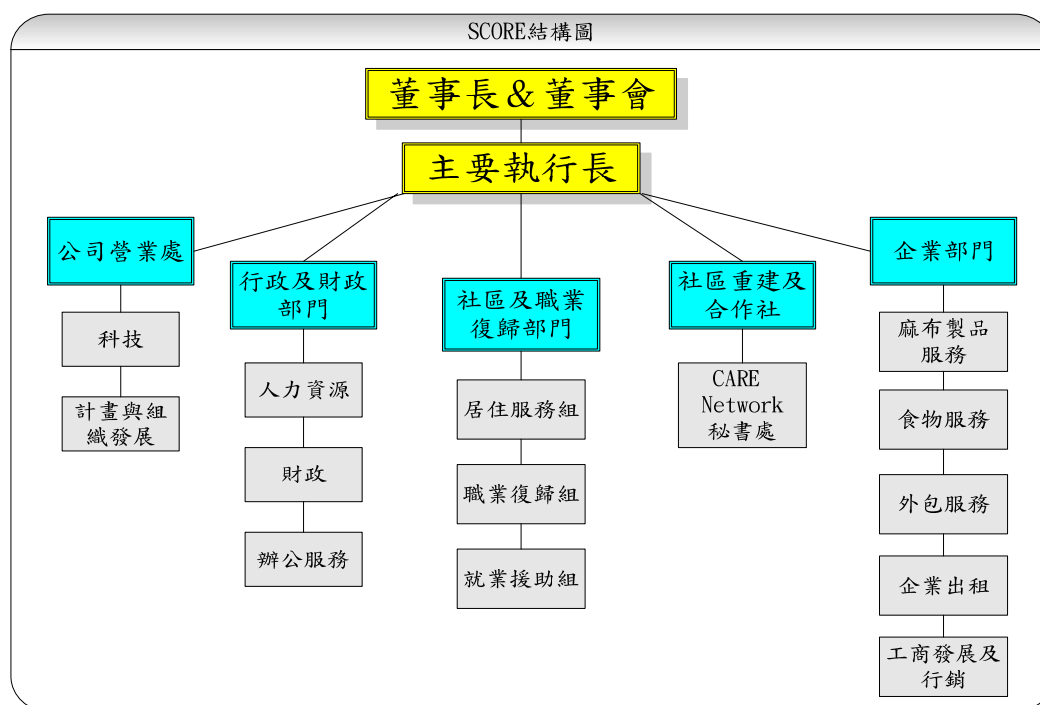 SCORE結構圖
董事長＆董事會
主要執行長
公司營業處
科技
計畫與組
織發展
行政及財政
部門
人力資源
財政
辦公服務
社區及職業
復歸部門
居住服務組
職業復歸組
就業援助組
社區重建及
合作社
CARE
Network
秘書處
企業部門
麻布製品
服務
食物服務
外包服務
企業出租
工商發展及
行銷